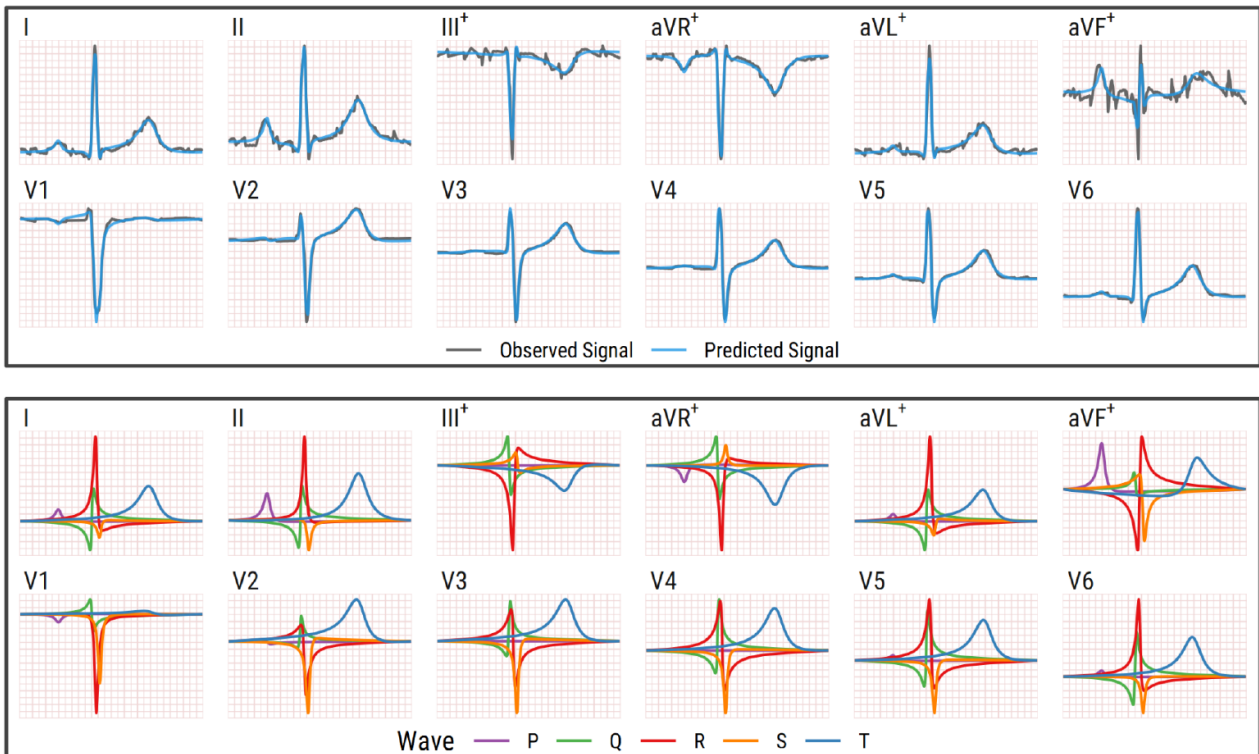 I II III⁺ aVR⁺ aVL⁺ aVF⁺
V1 V2 V3 V4 V5 V6
Observed Signal Predicted Signal
I II III⁺ aVR⁺ aVL⁺ aVF⁺
V1 V2 V3 V4 V5 V6
Wave P Q R S T